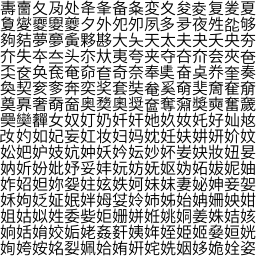 夀夁夂夃处夅夆备夈変夊夋夌复夎夏
夐夑夒夓夔夕外夗夘夙多夛夜夝夞够
夠夡夢夣夤夥夦大夨天太夫夬夭央夯
夰失夲夳头夵夶夷夸夹夺夻夼夽夾夿
奀奁奂奃奄奅奆奇奈奉奊奋奌奍奎奏
奐契奒奓奔奕奖套奘奙奚奛奜奝奞奟
奠奡奢奣奤奥奦奧奨奩奪奫奬奭奮奯
奰奱奲女奴奵奶奷奸她奺奻奼好奾奿
妀妁如妃妄妅妆妇妈妉妊妋妌妍妎妏
妐妑妒妓妔妕妖妗妘妙妚妛妜妝妞妟
妠妡妢妣妤妥妦妧妨妩妪妫妬妭妮妯
妰妱妲妳妴妵妶妷妸妹妺妻妼妽妾妿
姀姁姂姃姄姅姆姇姈姉姊始姌姍姎姏
姐姑姒姓委姕姖姗姘姙姚姛姜姝姞姟
姠姡姢姣姤姥姦姧姨姩姪姫姬姭姮姯
姰姱姲姳姴姵姶姷姸姹姺姻姼姽姾姿